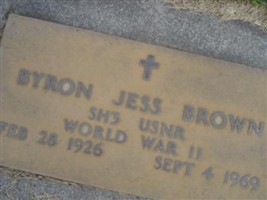 BYRON JESS BROWN
SH3 USNR
WORLD WAR II
FEB 28 1926 SEPT 4 1969